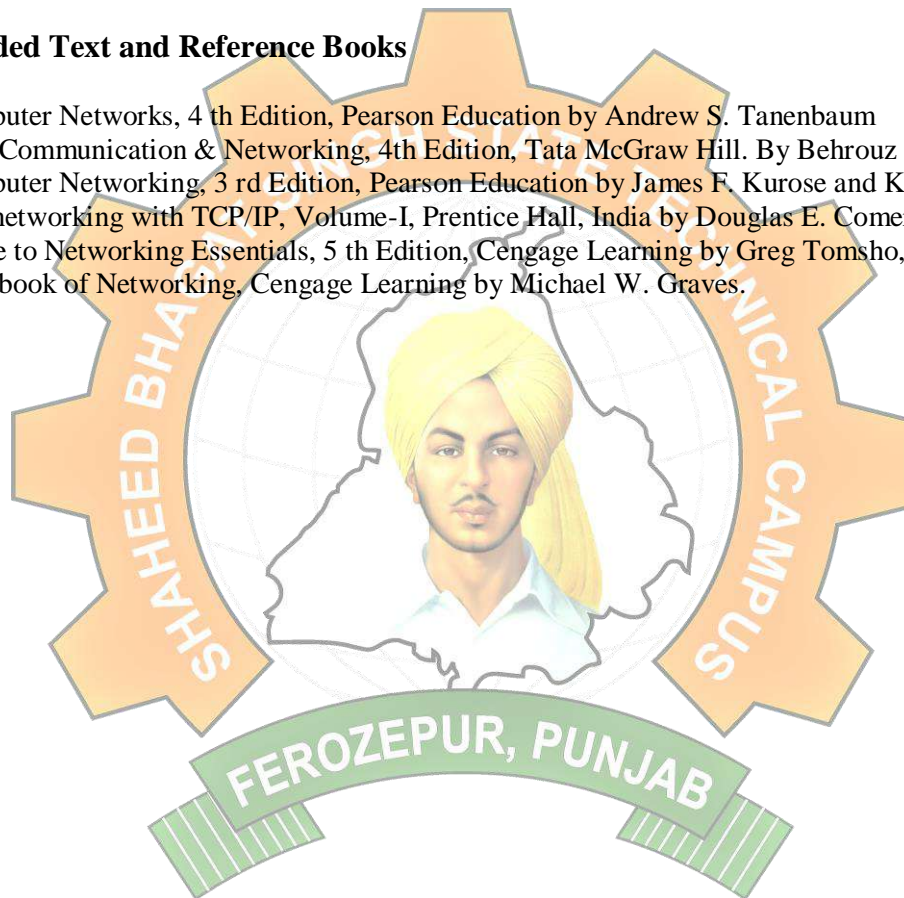 ded Text and Reference Books
puter Networks, 4 th Edition, Pearson Education by Andrew S. Tanenbaum
Communication & Networking, 4th Edition, Tata McGraw Hill. By Behrouz
puter Networking, 3 rd Edition, Pearson Education by James F. Kurose and K
networking with TCP/IP, Volume-I, Prentice Hall, India by Douglas E. Comer
e to Networking Essentials, 5 th Edition, Cengage Learning by Greg Tomsho,
book of Networking, Cengage Learning by Michael W. Graves.
SHAHEED BHAGAT SINGH STATE TECHNICAL CAMPUS
FEROZEPUR, PUNJAB